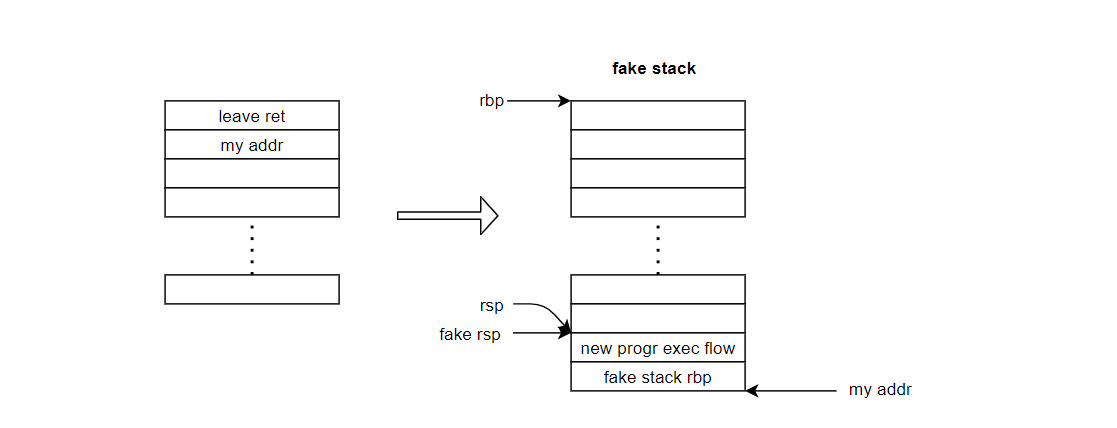 fake stack
leave ret
my addr
rbp
rsp
fake rsp
new progr exec flow
fake stack rbp
my addr